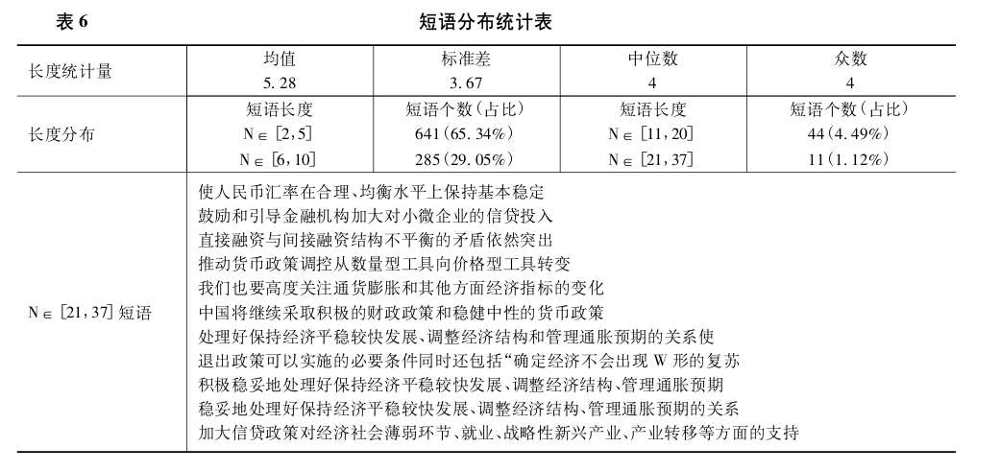 表6 短语分布统计表
长度统计量 均值 标准差 中位数 众数
5.28 3.67 4 4
长度分布 短语长度 短语个数(占比) 短语长度 短语个数(占比)
N∈[2,5] 641(65.34%) N∈[11,20] 44(4.49%)
N∈[6,10] 285(29.05%) N∈[21,37] 11(1.12%)
N∈[21,37]短语
使人民币汇率在合理、均衡水平上保持基本稳定
鼓励和引导金融机构加大对小微企业的信贷投入
直接融资与间接融资结构不平衡的矛盾依然突出
推动货币政策调控从数量型工具向价格型工具转变
我们也要高度关注通货膨胀和其他方面经济指标的变化
中国将继续采取积极的财政政策和稳健中性的货币政策
处理好保持经济平稳较快发展、调整经济结构和管理通胀预期的关系使
退出政策可以实施的必要条件同时还包括“确定经济不会出现W形的复苏
积极稳妥地处理好保持经济平稳较快发展、调整经济结构、管理通胀预期
稳妥地处理好保持经济平稳较快发展、调整经济结构、管理通胀预期的关系
加大信贷政策对经济社会薄弱环节、就业、战略性新兴产业、产业转移等方面的支持